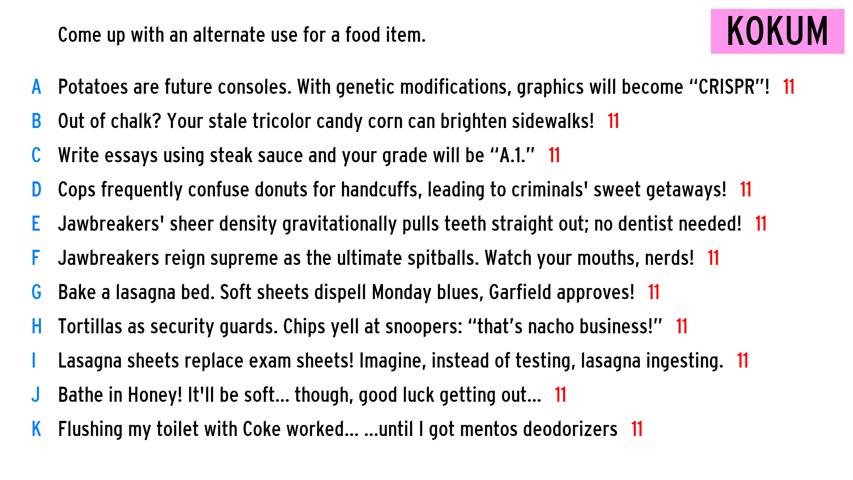 Come up with an alternate use for a food item.
KOKUM
A Potatoes are future consoles. With genetic modifications, graphics will become “CRISPR”! 11
B Out of chalk? Your stale tricolor candy corn can brighten sidewalks! 11
C Write essays using steak sauce and your grade will be “A.1.” 11
D Cops frequently confuse donuts for handcuffs, leading to criminals' sweet getaways! 11
E Jawbreakers' sheer density gravitationally pulls teeth straight out; no dentist needed! 11
F Jawbreakers reign supreme as the ultimate spitballs. Watch your mouths, nerds! 11
G Bake a lasagna bed. Soft sheets dispell Monday blues, Garfield approves! 11
H Tortillas as security guards. Chips yell at snoopers: “that’s nacho business!” 11
I Lasagna sheets replace exam sheets! Imagine, instead of testing, lasagna ingesting. 11
J Bathe in Honey! It'll be soft... though, good luck getting out... 11
K Flushing my toilet with Coke worked... ...until I got mentos deodorizers 11